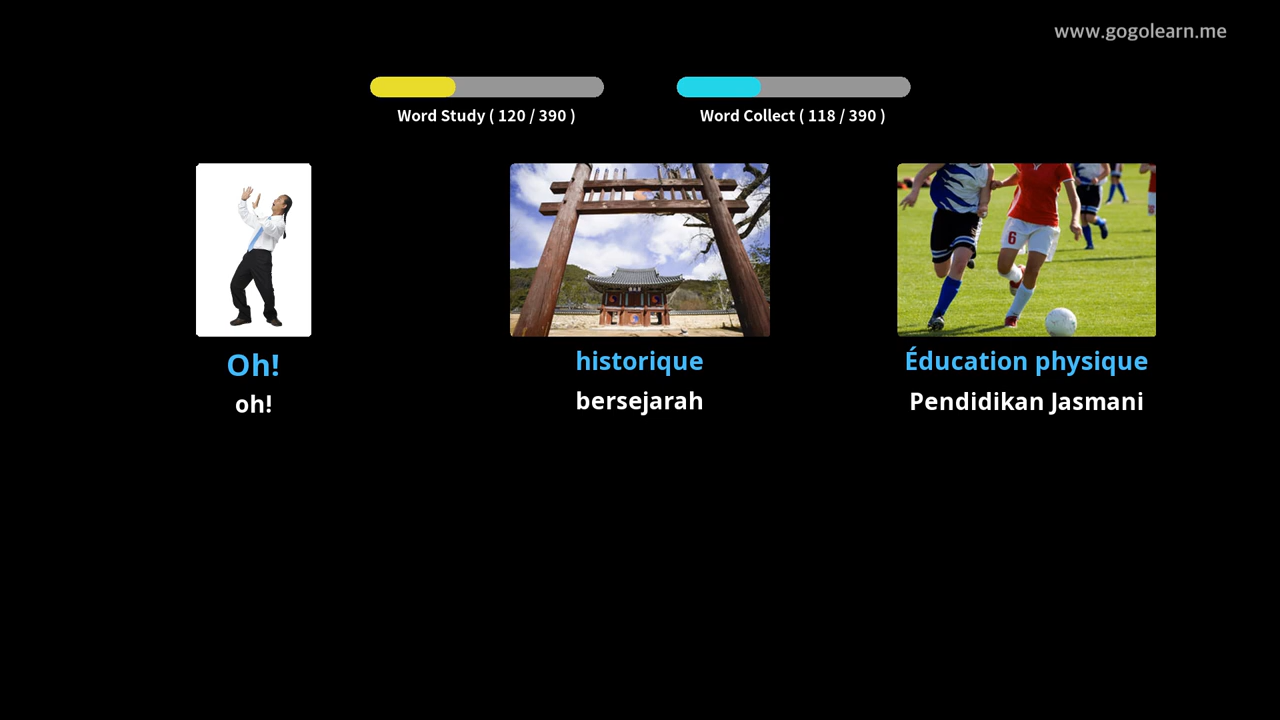 www.gogolearn.me
Word Study ( 120 / 390 )
Word Collect ( 118 / 390 )
Oh!
oh!
historique
bersejarah
Éducation physique
Pendidikan Jasmani
6